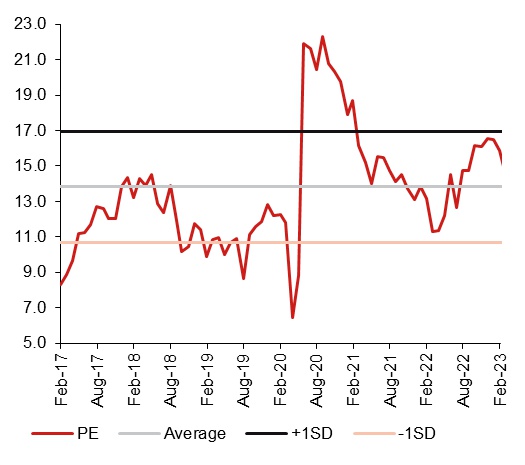 23.0
21.0
19.0
17.0
15.0
13.0
11.0
9.0
7.0
5.0
Feb-17
Aug-17
Feb-18
Aug-18
Feb-19
Aug-19
Feb-20
Aug-20
Feb-21
Aug-21
Feb-22
Aug-22
Feb-23
PE Average +1SD -1SD